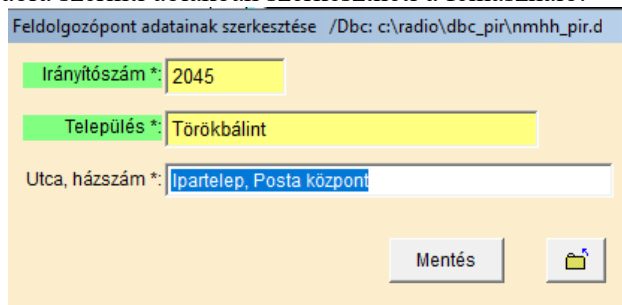 Feldolgozópont adatainak szerkesztése /Dbc: c:\radio\dbc_pir\nmhh_pir.d
Irányítószám *: 2045
Település *: Törökbálint
Utca, házszám *: Ipartelep, Posta központ
Mentés